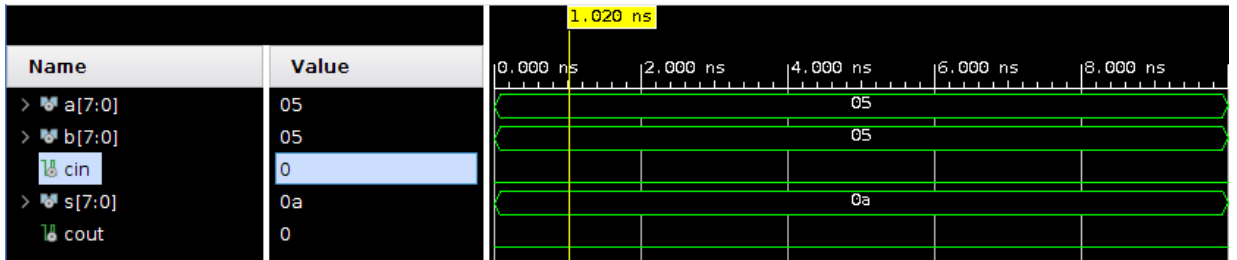 1.020 ns
Name Value 0.000 ns 2.000 ns 4.000 ns 6.000 ns 8.000 ns
a[7:0] 05 05
b[7:0] 05 05
cin 0
s[7:0] 0a 0a
cout 0